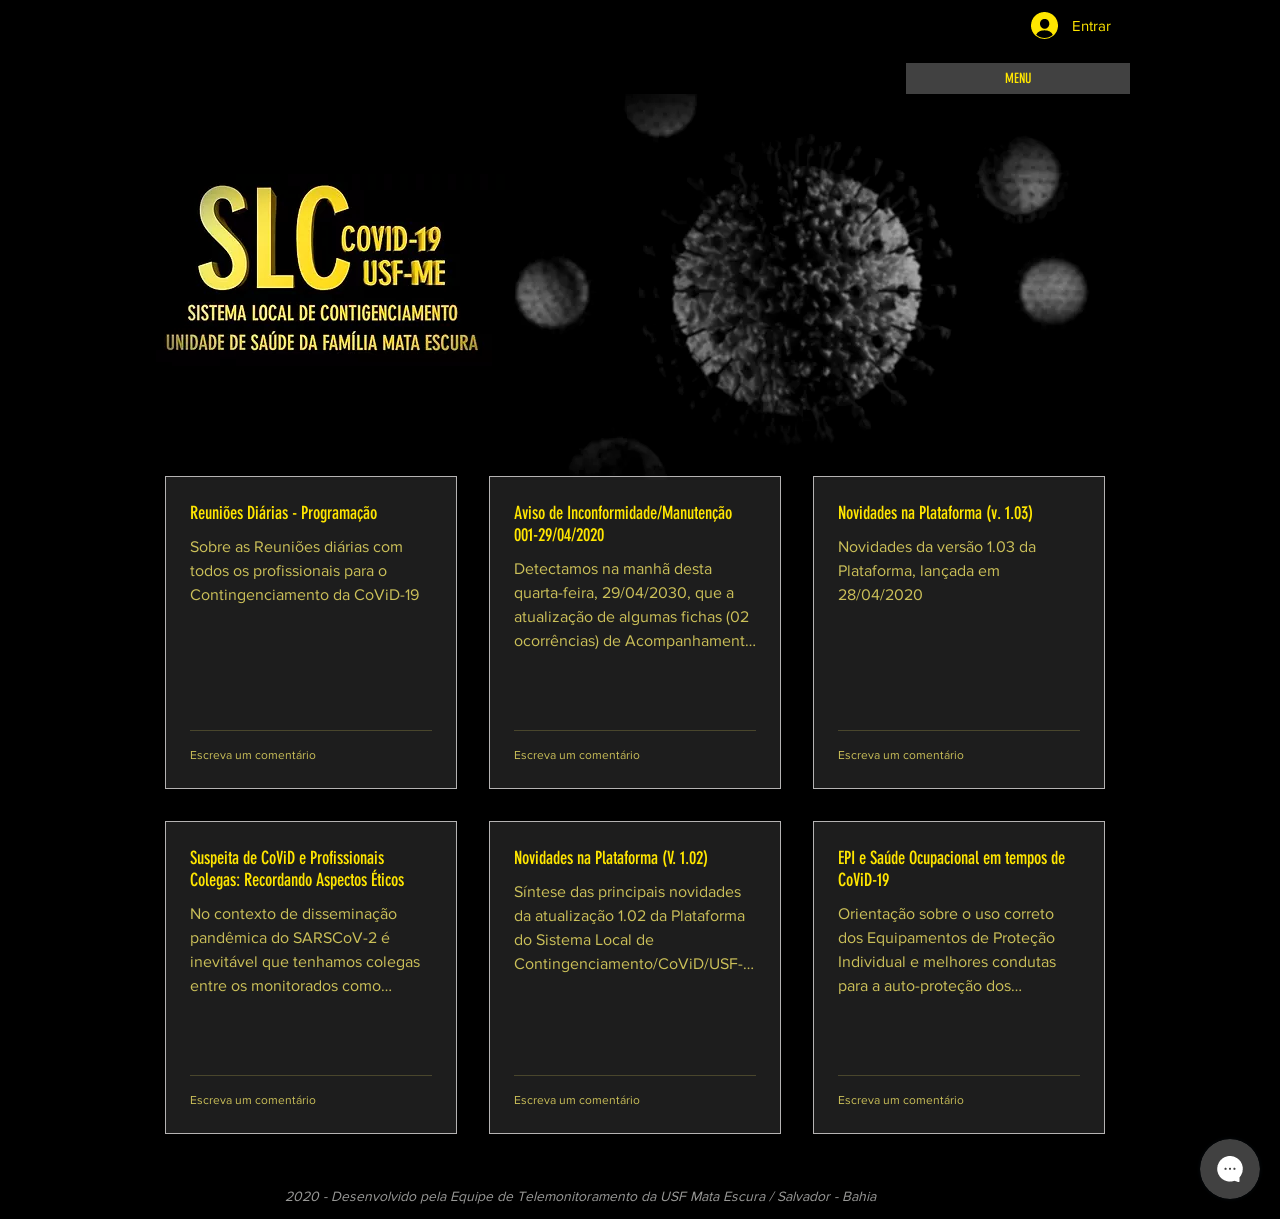 Entrar
MENU
SLC
COVID-19
USF-ME
SISTEMA LOCAL DE CONTIGENCIAMENTO
UNIDADE DE SAÚDE DA FAMÍLIA MATA ESCURA
Reuniões Diárias - Programação
Sobre as Reuniões diárias com
todos os profissionais para o
Contingenciamento da CoViD-19
Escreva um comentário
Aviso de Inconformidade/Manutenção
001-29/04/2020
Detectamos na manhã desta
quarta-feira, 29/04/2030, que a
atualização de algumas fichas (02
ocorrências) de Acompanhament...
Escreva um comentário
Novidades na Plataforma (v. 1.03)
Novidades da versão 1.03 da
Plataforma, lançada em
28/04/2020
Escreva um comentário
Suspeita de CoViD e Profissionais
Colegas: Recordando Aspectos Éticos
No contexto de disseminação
pandêmica do SARSCoV-2 é
inevitável que tenhamos colegas
entre os monitorados como...
Escreva um comentário
Novidades na Plataforma (V. 1.02)
Síntese das principais novidades
da atualização 1.02 da Plataforma
do Sistema Local de
Contingenciamento/CoViD/USF-...
Escreva um comentário
EPI e Saúde Ocupacional em tempos de
CoViD-19
Orientação sobre o uso correto
dos Equipamentos de Proteção
Individual e melhores condutas
para a auto-proteção dos...
Escreva um comentário
2020 - Desenvolvido pela Equipe de Telemonitoramento da USF Mata Escura / Salvador - Bahia